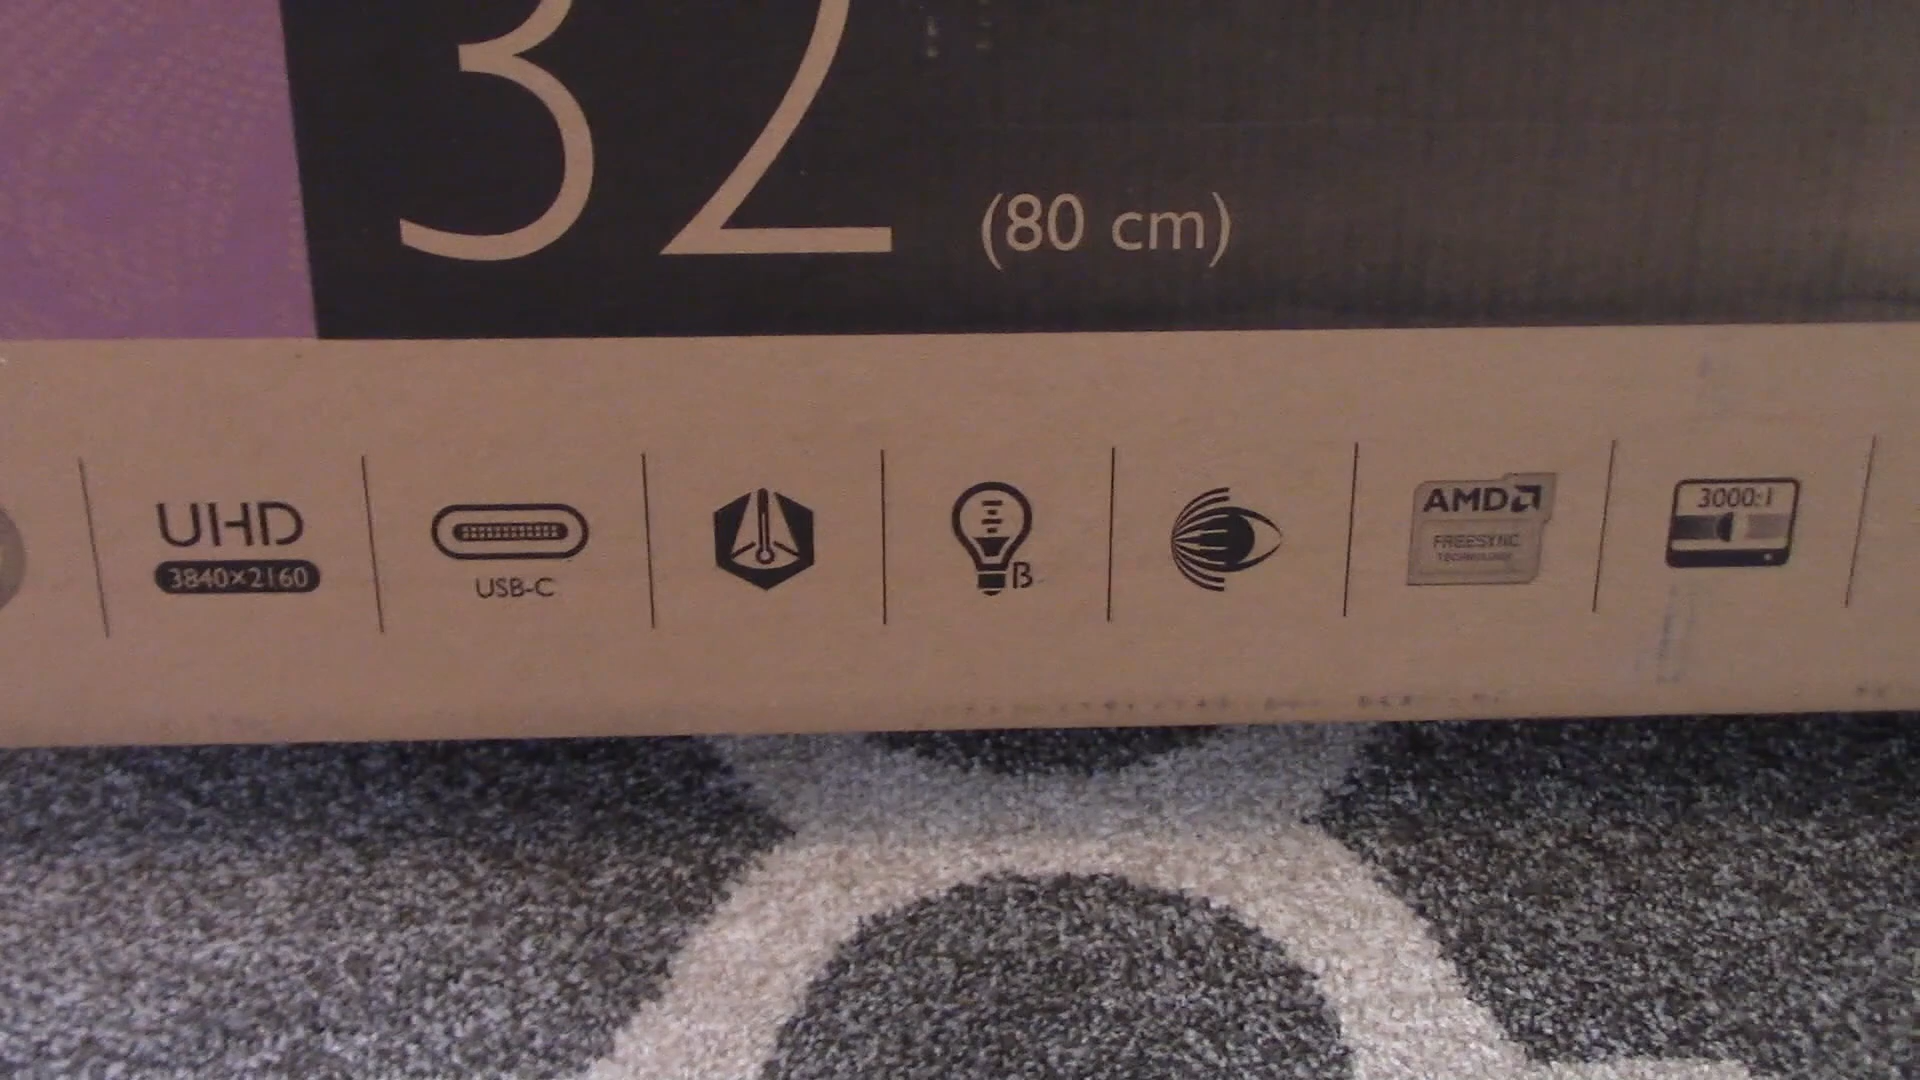 32 (80 cm)
UHD
3840×2160
USB-C
B
AMD
FREESYNC
TECHNOLOGY
3000:1